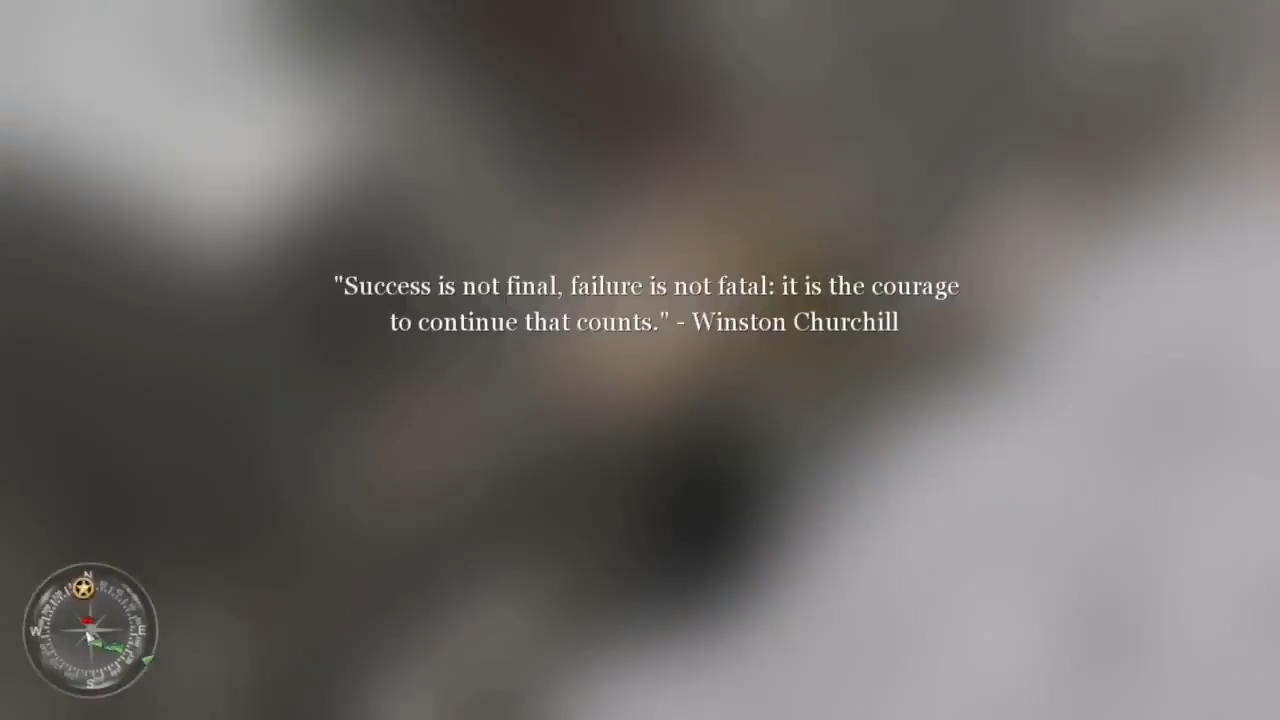 "Success is not final, failure is not fatal: it is the courage
to continue that counts." - Winston Churchill
N
W E
S